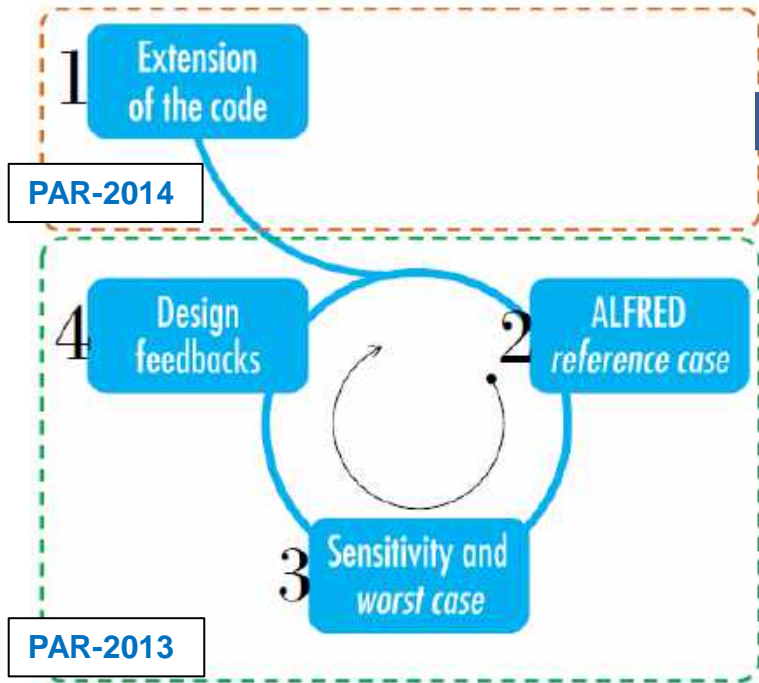 1
Extension
of the code
PAR-2014
4
Design
feedbacks
2
ALFRED
reference case
3
Sensitivity and
worst case
PAR-2013